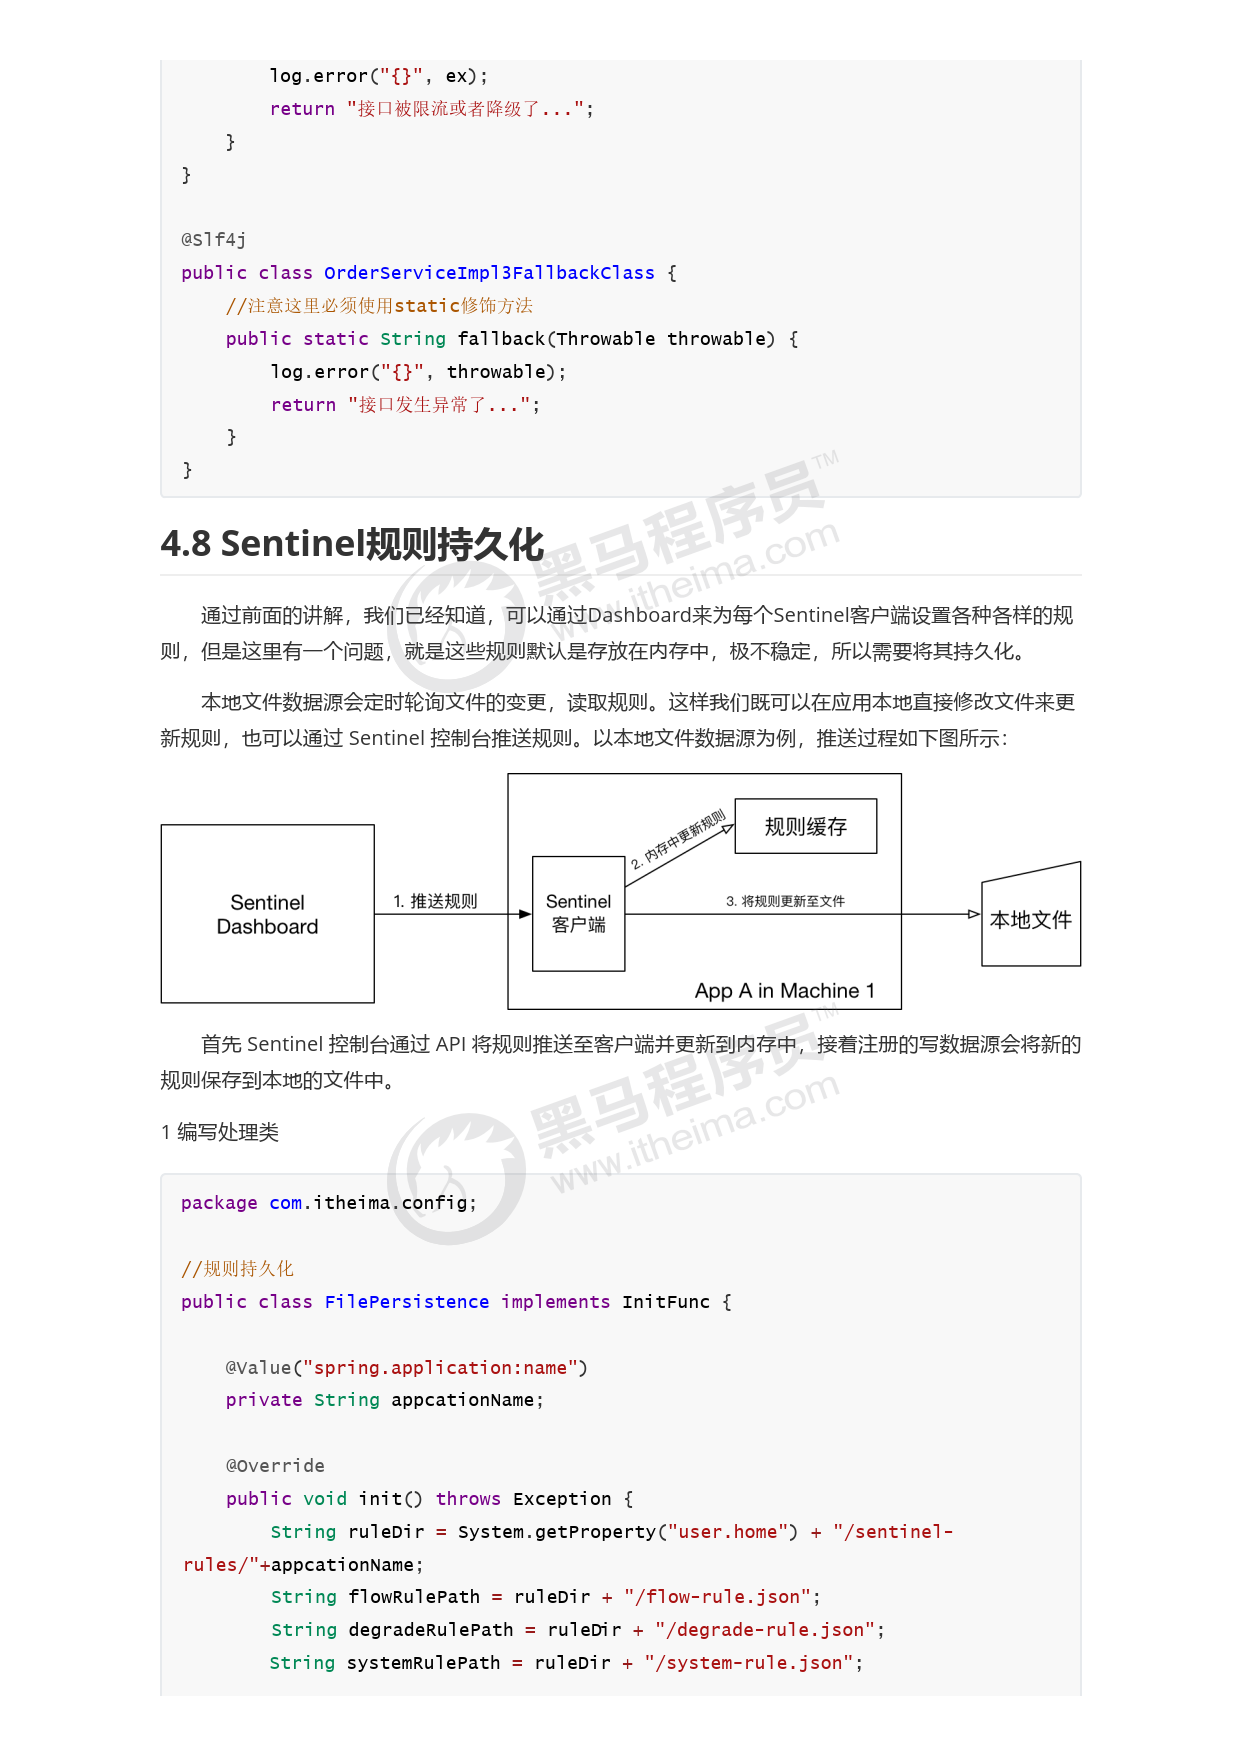 log.error("{}", ex);
return "接口被限流或者降级了...";
}
}
@Slf4j
public class OrderServiceImpl3FallbackClass {
//注意这里必须使用static修饰方法
public static String fallback(Throwable throwable) {
log.error("{}", throwable);
return "接口发生异常了...";
}
}
4.8 Sentinel规则持久化
通过前面的讲解，我们已经知道，可以通过Dashboard来为每个Sentinel客户端设置各种各样的规
则，但是这里有一个问题，就是这些规则默认是存放在内存中，极不稳定，所以需要将其持久化。
本地文件数据源会定时轮询文件的变更，读取规则。这样我们既可以在应用本地直接修改文件来更
新规则，也可以通过 Sentinel 控制台推送规则。以本地文件数据源为例，推送过程如下图所示：
Sentinel
Dashboard
1. 推送规则
Sentinel
客户端
2. 内存中更新规则
规则缓存
3. 将规则更新至文件
本地文件
App A in Machine 1
首先 Sentinel 控制台通过 API 将规则推送至客户端并更新到内存中，接着注册的写数据源会将新的
规则保存到本地的文件中。
1 编写处理类
package com.itheima.config;
//规则持久化
public class FilePersistence implements InitFunc {
@Value("spring.application:name")
private String appcationName;
@Override
public void init() throws Exception {
String ruleDir = System.getProperty("user.home") + "/sentinel-
rules/"+appcationName;
String flowRulePath = ruleDir + "/flow-rule.json";
String degradeRulePath = ruleDir + "/degrade-rule.json";
String systemRulePath = ruleDir + "/system-rule.json";
黑马程序员™
www.itheima.com
黑马程序员™
www.itheima.com